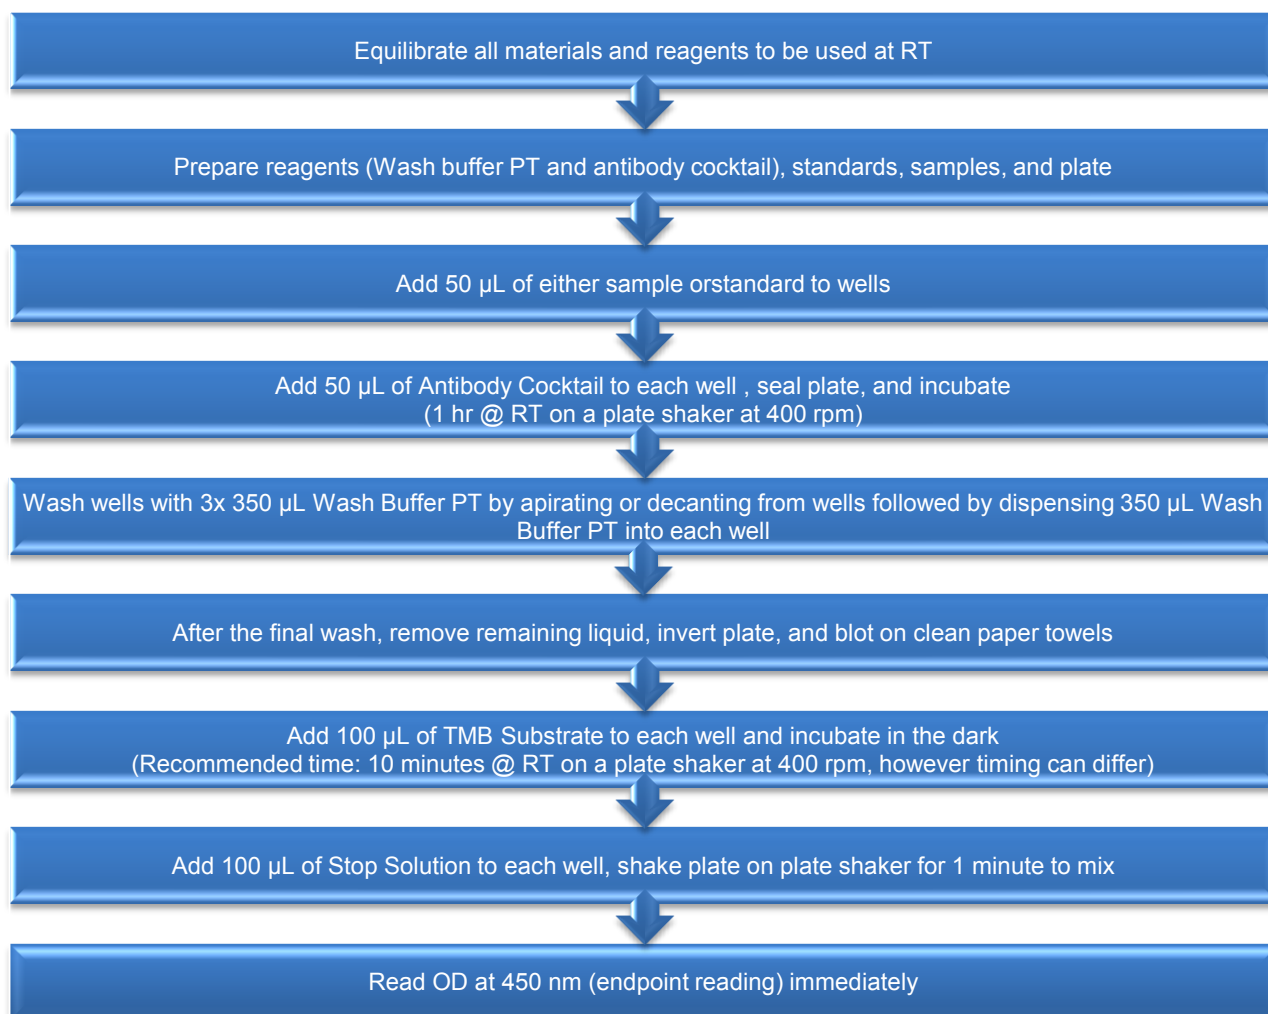 Equilibrate all materials and reagents to be used at RT
Prepare reagents (Wash buffer PT and antibody cocktail), standards, samples, and plate
Add 50 µL of either sample orstandard to wells
Add 50 µL of Antibody Cocktail to each well , seal plate, and incubate
(1 hr @ RT on a plate shaker at 400 rpm)
Wash wells with 3x 350 µL Wash Buffer PT by apirating or decanting from wells followed by dispensing 350 µL Wash
Buffer PT into each well
After the final wash, remove remaining liquid, invert plate, and blot on clean paper towels
Add 100 µL of TMB Substrate to each well and incubate in the dark
(Recommended time: 10 minutes @ RT on a plate shaker at 400 rpm, however timing can differ)
Add 100 µL of Stop Solution to each well, shake plate on plate shaker for 1 minute to mix
Read OD at 450 nm (endpoint reading) immediately